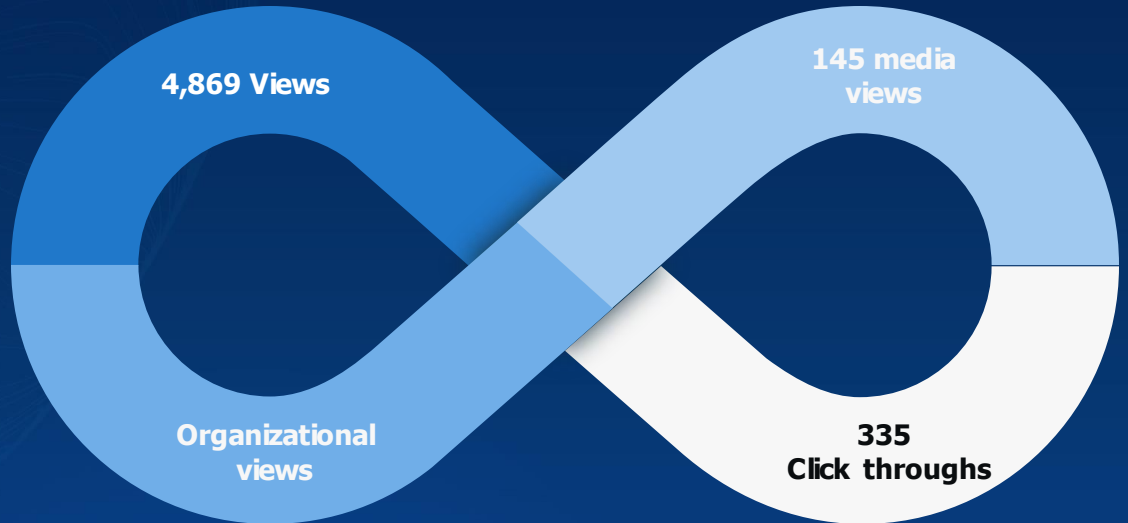 4,869 Views
145 media
views
Organizational
views
335
Click throughs